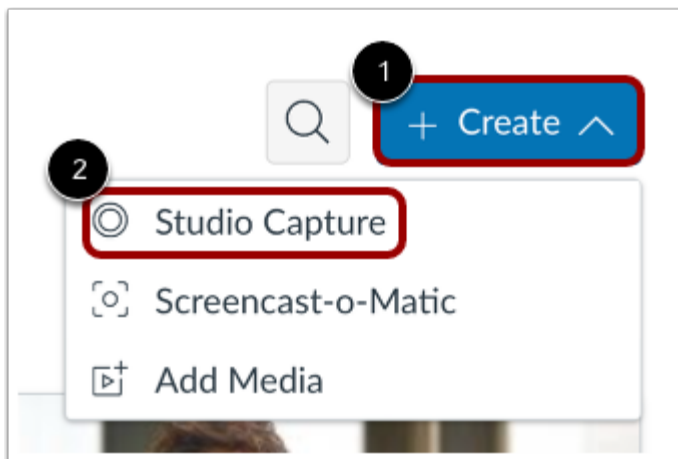 1
+ Create
2
Studio Capture
Screencast-o-Matic
Add Media